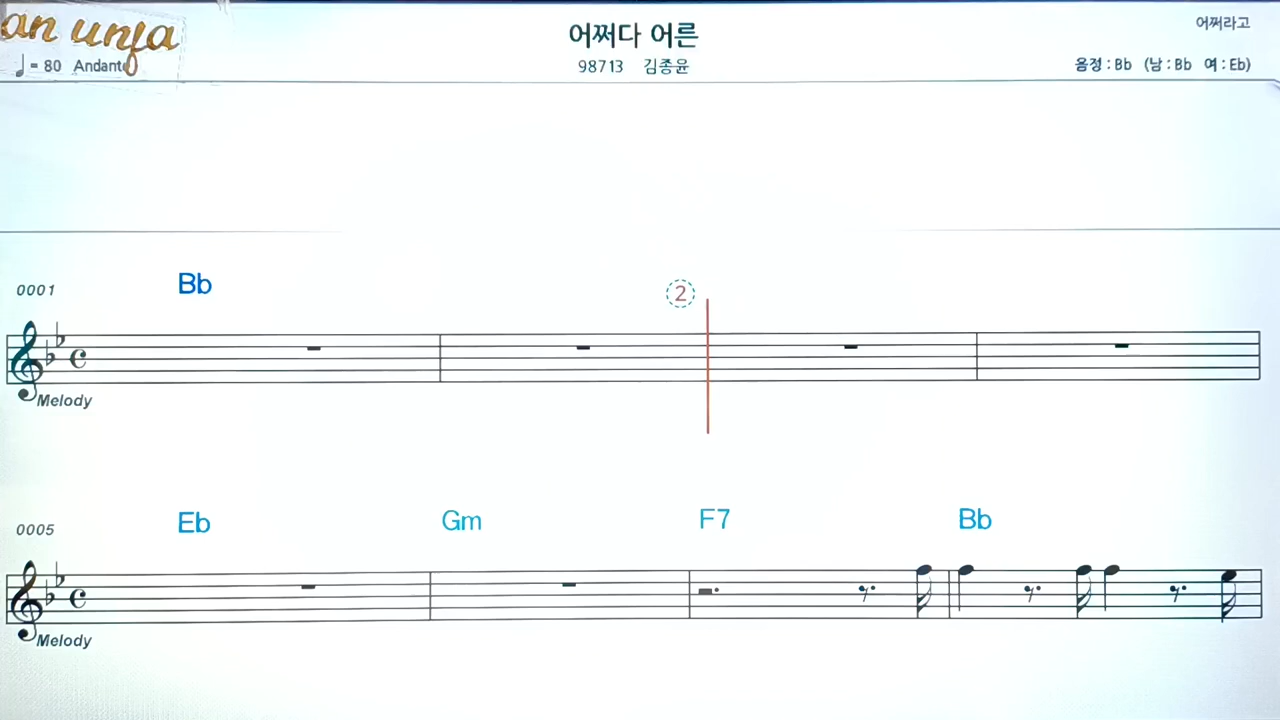 an unfa
어쩌다 어른
어쩌라고
♩= 80 Andante
98713 김종윤
음정 : Bb (남 : Bb 여 : Eb)
0001
Bb
2
Melody
0005
Eb Gm F7 Bb
Melody